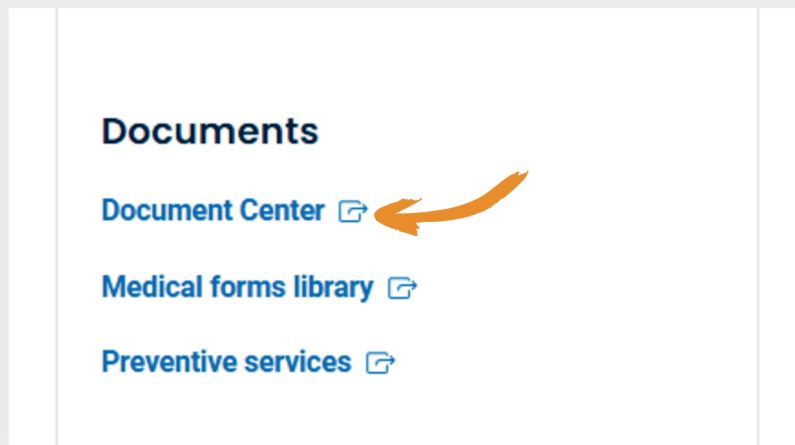 Documents
Document Center
Medical forms library
Preventive services